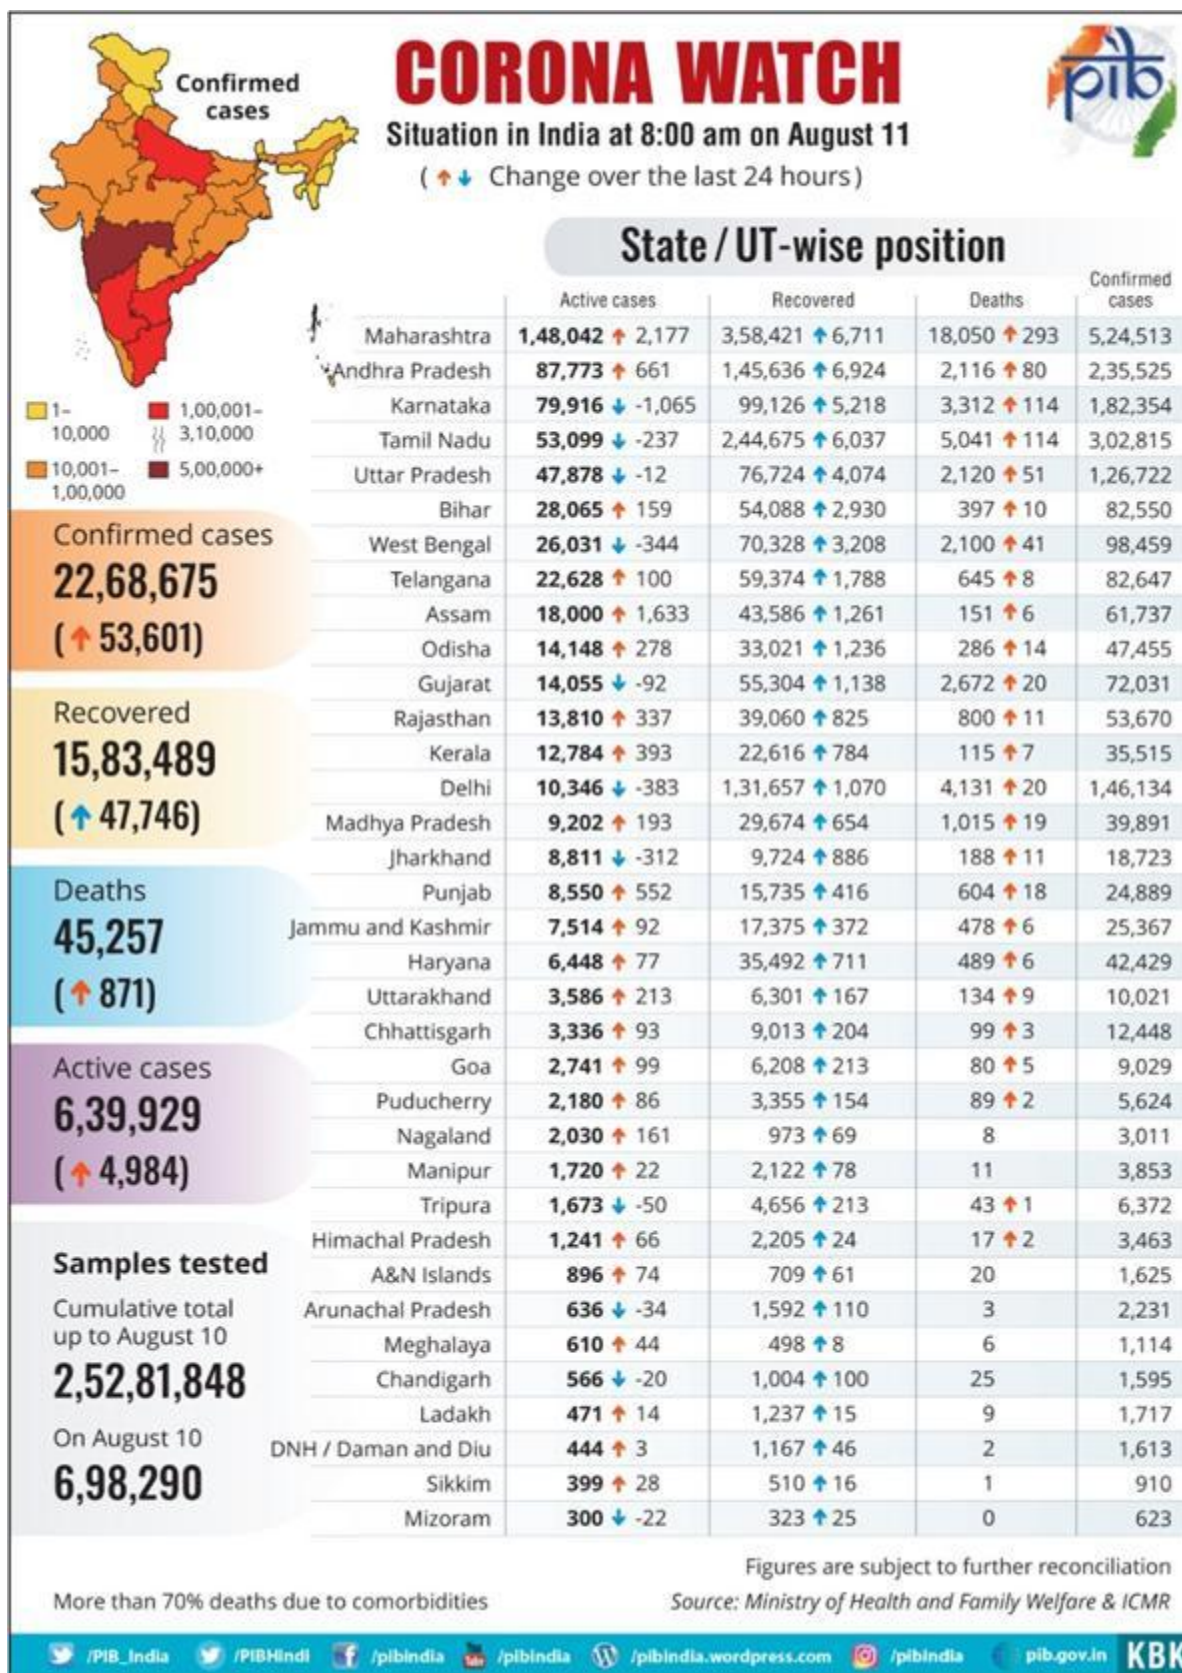 Confirmed
cases
CORONA WATCH
pib
Situation in India at 8:00 am on August 11
( ↑ ↓ Change over the last 24 hours )
State / UT-wise position
Active cases Recovered Deaths Confirmed cases
Maharashtra 1,48,042 ↑ 2,177 3,58,421 ↑ 6,711 18,050 ↑ 293 5,24,513
Andhra Pradesh 87,773 ↑ 661 1,45,636 ↑ 6,924 2,116 ↑ 80 2,35,525
Karnataka 79,916 ↓ -1,065 99,126 ↑ 5,218 3,312 ↑ 114 1,82,354
Tamil Nadu 53,099 ↓ -237 2,44,675 ↑ 6,037 5,041 ↑ 114 3,02,815
Uttar Pradesh 47,878 ↓ -12 76,724 ↑ 4,074 2,120 ↑ 51 1,26,722
Bihar 28,065 ↑ 159 54,088 ↑ 2,930 397 ↑ 10 82,550
West Bengal 26,031 ↓ -344 70,328 ↑ 3,208 2,100 ↑ 41 98,459
Telangana 22,628 ↑ 100 59,374 ↑ 1,788 645 ↑ 8 82,647
Assam 18,000 ↑ 1,633 43,586 ↑ 1,261 151 ↑ 6 61,737
Odisha 14,148 ↑ 278 33,021 ↑ 1,236 286 ↑ 14 47,455
Gujarat 14,055 ↓ -92 55,304 ↑ 1,138 2,672 ↑ 20 72,031
Rajasthan 13,810 ↑ 337 39,060 ↑ 825 800 ↑ 11 53,670
Kerala 12,784 ↑ 393 22,616 ↑ 784 115 ↑ 7 35,515
Delhi 10,346 ↓ -383 1,31,657 ↑ 1,070 4,131 ↑ 20 1,46,134
Madhya Pradesh 9,202 ↑ 193 29,674 ↑ 654 1,015 ↑ 19 39,891
Jharkhand 8,811 ↓ -312 9,724 ↑ 886 188 ↑ 11 18,723
Punjab 8,550 ↑ 552 15,735 ↑ 416 604 ↑ 18 24,889
Jammu and Kashmir 7,514 ↑ 92 17,375 ↑ 372 478 ↑ 6 25,367
Haryana 6,448 ↑ 77 35,492 ↑ 711 489 ↑ 6 42,429
Uttarakhand 3,586 ↑ 213 6,301 ↑ 167 134 ↑ 9 10,021
Chhattisgarh 3,336 ↑ 93 9,013 ↑ 204 99 ↑ 3 12,448
Goa 2,741 ↑ 99 6,208 ↑ 213 80 ↑ 5 9,029
Puducherry 2,180 ↑ 86 3,355 ↑ 154 89 ↑ 2 5,624
Nagaland 2,030 ↑ 161 973 ↑ 69 8 3,011
Manipur 1,720 ↑ 22 2,122 ↑ 78 11 3,853
Tripura 1,673 ↓ -50 4,656 ↑ 213 43 ↑ 1 6,372
Himachal Pradesh 1,241 ↑ 66 2,205 ↑ 24 17 ↑ 2 3,463
A&N Islands 896 ↑ 74 709 ↑ 61 20 1,625
Arunachal Pradesh 636 ↓ -34 1,592 ↑ 110 3 2,231
Meghalaya 610 ↑ 44 498 ↑ 8 6 1,114
Chandigarh 566 ↓ -20 1,004 ↑ 100 25 1,595
Ladakh 471 ↑ 14 1,237 ↑ 15 9 1,717
DNH / Daman and Diu 444 ↑ 3 1,167 ↑ 46 2 1,613
Sikkim 399 ↑ 28 510 ↑ 16 1 910
Mizoram 300 ↓ -22 323 ↑ 25 0 623
1–
10,000
1,00,001–
3,10,000
10,001–
1,00,000
5,00,000+
Confirmed cases
22,68,675
( ↑ 53,601)
Recovered
15,83,489
( ↑ 47,746)
Deaths
45,257
( ↑ 871)
Active cases
6,39,929
( ↑ 4,984)
Samples tested
Cumulative total
up to August 10
2,52,81,848
On August 10
6,98,290
Figures are subject to further reconciliation
More than 70% deaths due to comorbidities
Source: Ministry of Health and Family Welfare & ICMR
/PIB_India /PIBHindi /pibindia /pibindia /pibindia.wordpress.com /pibindia pib.gov.in KBK